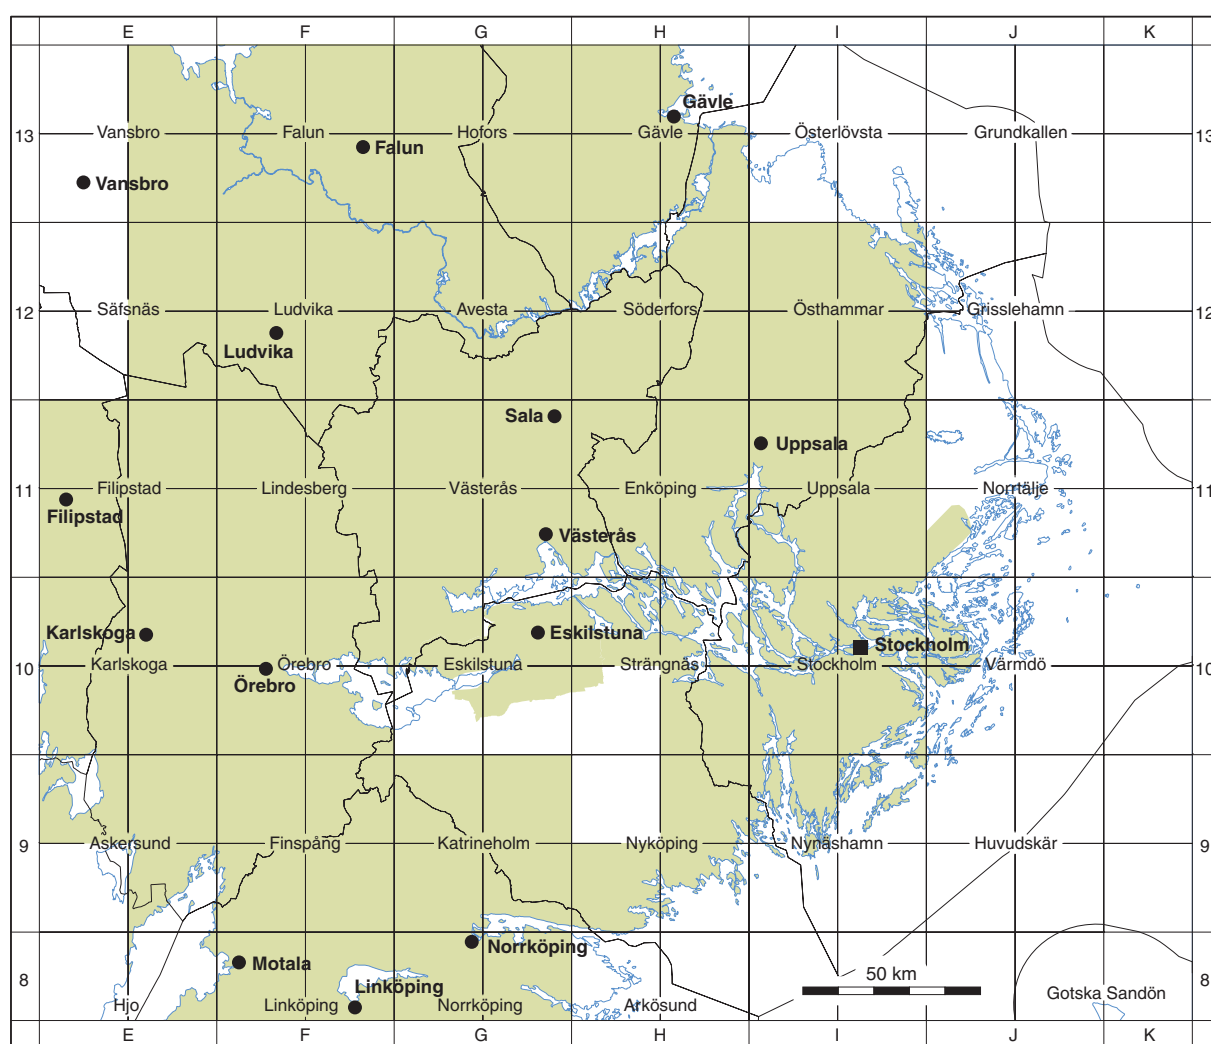 E F G H I J K
Gävle
13 Vansbro Falun Hofors Gävle Österlövsta Grundkallen 13
Falun
Vansbro
12 Säfsnäs Ludvika Avesta Söderfors Östhammar Grisslehamn 12
Ludvika
Sala
Uppsala
11 Filipstad Lindesberg Västerås Enköping Uppsala Norrtälje 11
Filipstad
Västerås
Karlskoga Eskilstuna
Stockholm
10 Karlskoga Örebro Eskilstuna Strängnäs Stockholm Värmdö 10
Örebro
9 Askersund Finspång Katrineholm Nyköping Nynäshamn Huvudskär 9
Norrköping
Motala
50 km
8 8
Linköping
Gotska Sandön
Hjo Linköping Norrköping Arkösund
E F G H I J K